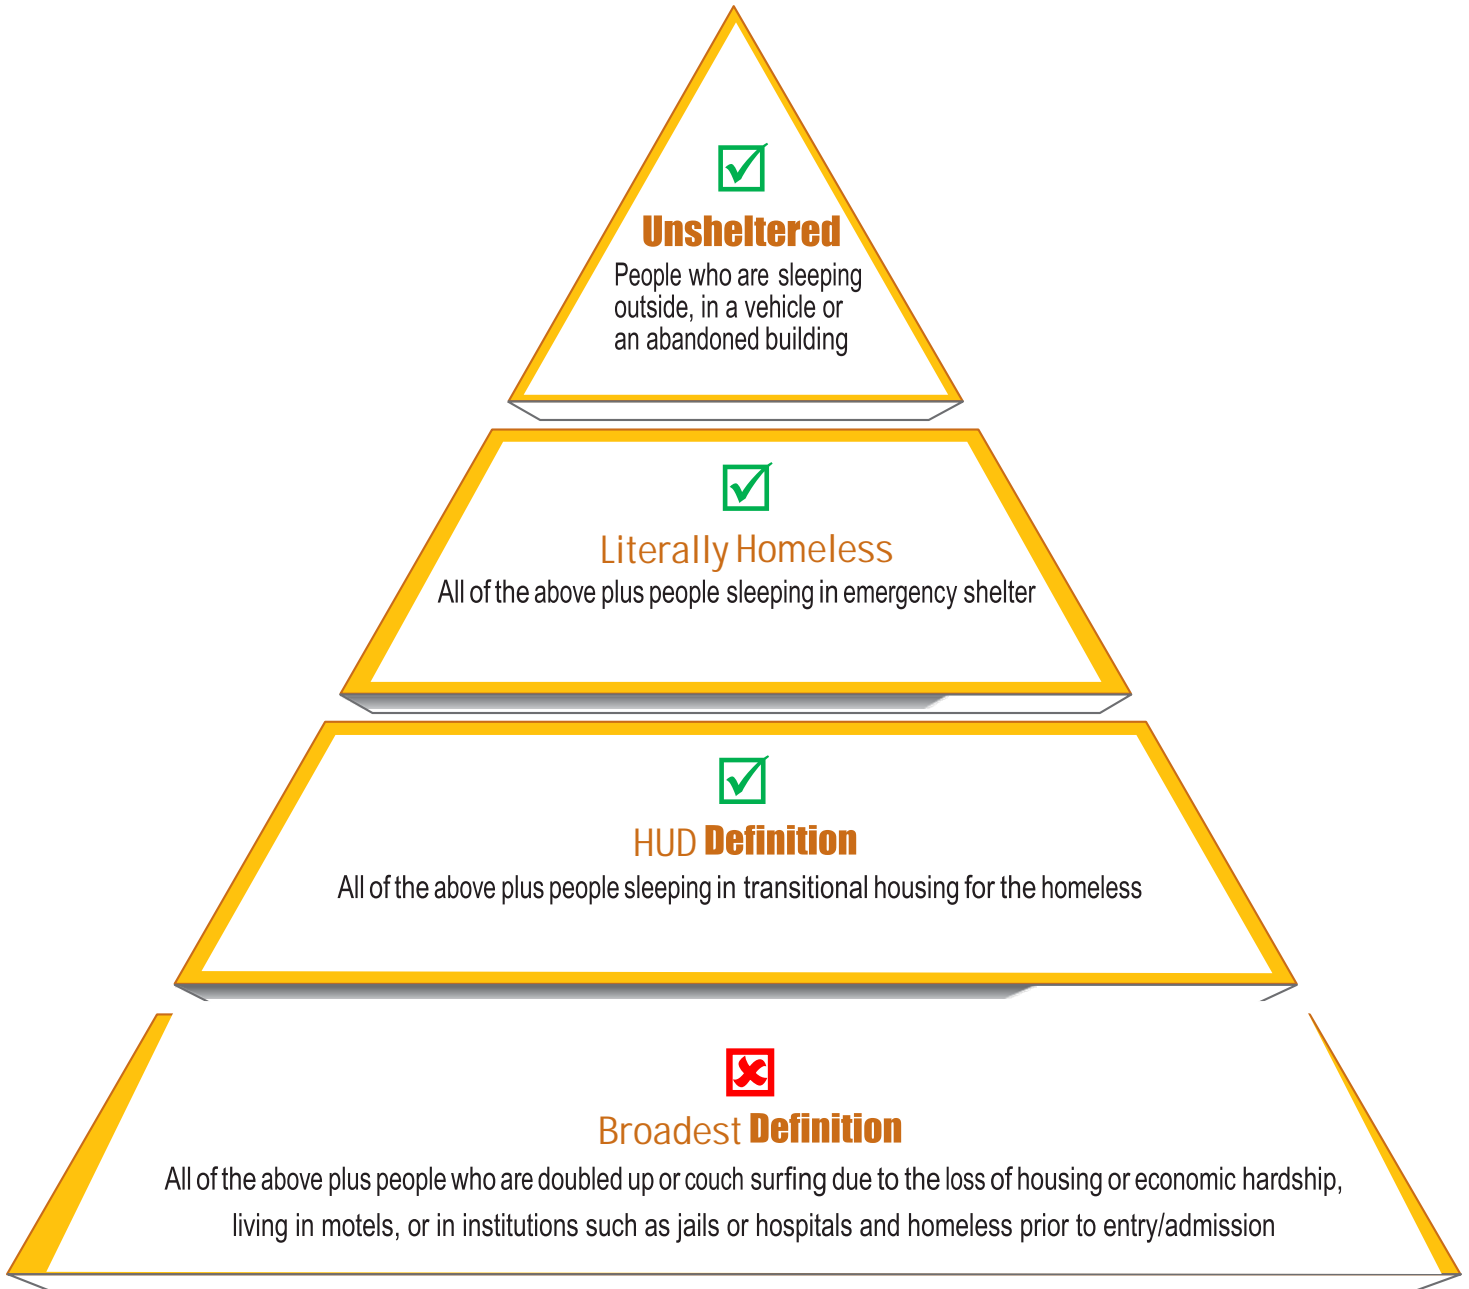 Unsheltered
People who are sleeping
outside, in a vehicle or
an abandoned building
Literally Homeless
All of the above plus people sleeping in emergency shelter
HUD Definition
All of the above plus people sleeping in transitional housing for the homeless
Broadest Definition
All of the above plus people who are doubled up or couch surfing due to the loss of housing or economic hardship,
living in motels, or in institutions such as jails or hospitals and homeless prior to entry/admission